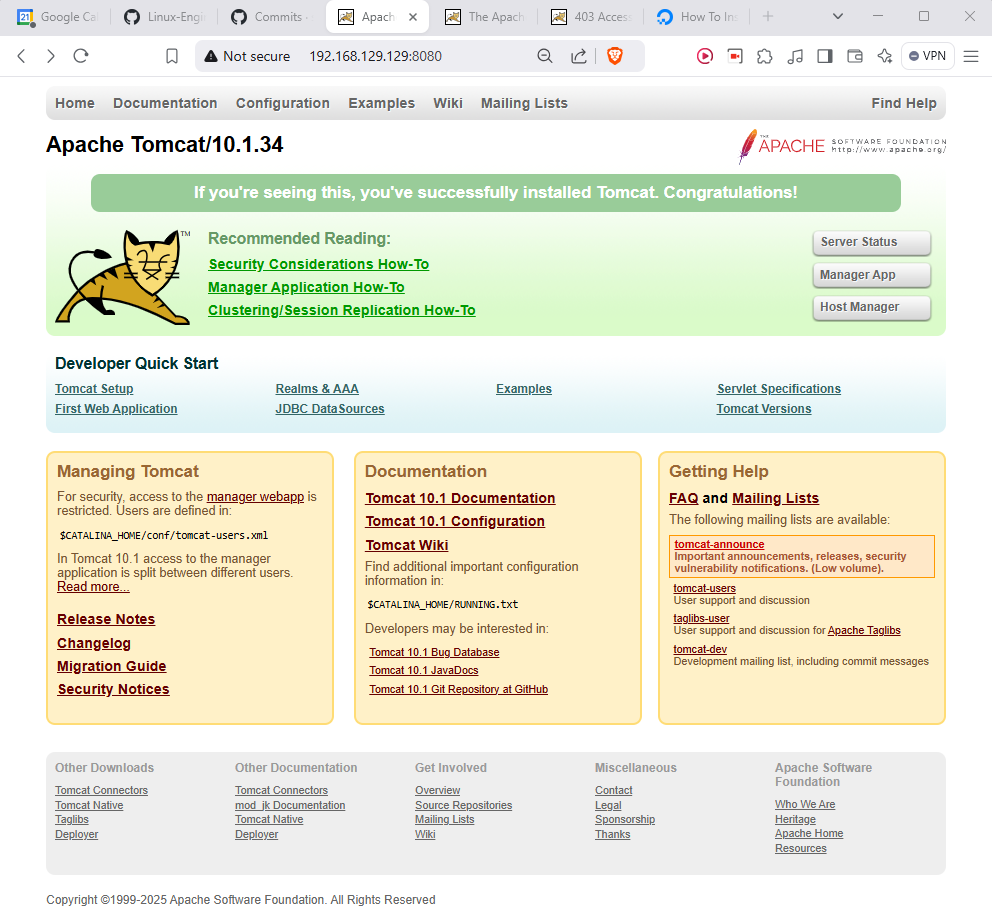 21 Google Cal
Linux-Engi
Commits ·
Apach
The Apach
403 Acces
How To Ins
Not secure 192.168.129.129:8080
VPN
Home Documentation Configuration Examples Wiki Mailing Lists Find Help
Apache Tomcat/10.1.34
THE
APACHE
SOFTWARE FOUNDATION
http://www.apache.org/
If you're seeing this, you've successfully installed Tomcat. Congratulations!
TM
Recommended Reading:
Security Considerations How-To
Manager Application How-To
Clustering/Session Replication How-To
Server Status
Manager App
Host Manager
Developer Quick Start
Tomcat Setup
First Web Application
Realms & AAA
JDBC DataSources
Examples
Servlet Specifications
Tomcat Versions
Managing Tomcat
For security, access to the manager webapp is
restricted. Users are defined in:
$CATALINA_HOME/conf/tomcat-users.xml
In Tomcat 10.1 access to the manager
application is split between different users.
Read more...
Release Notes
Changelog
Migration Guide
Security Notices
Documentation
Tomcat 10.1 Documentation
Tomcat 10.1 Configuration
Tomcat Wiki
Find additional important configuration
information in:
$CATALINA_HOME/RUNNING.txt
Developers may be interested in:
Tomcat 10.1 Bug Database
Tomcat 10.1 JavaDocs
Tomcat 10.1 Git Repository at GitHub
Getting Help
FAQ and Mailing Lists
The following mailing lists are available:
tomcat-announce
Important announcements, releases, security
vulnerability notifications. (Low volume).
tomcat-users
User support and discussion
taglibs-user
User support and discussion for Apache Taglibs
tomcat-dev
Development mailing list, including commit messages
Other Downloads
Tomcat Connectors
Tomcat Native
Taglibs
Deployer
Other Documentation
Tomcat Connectors
mod_jk Documentation
Tomcat Native
Deployer
Get Involved
Overview
Source Repositories
Mailing Lists
Wiki
Miscellaneous
Contact
Legal
Sponsorship
Thanks
Apache Software
Foundation
Who We Are
Heritage
Apache Home
Resources
Copyright ©1999-2025 Apache Software Foundation. All Rights Reserved